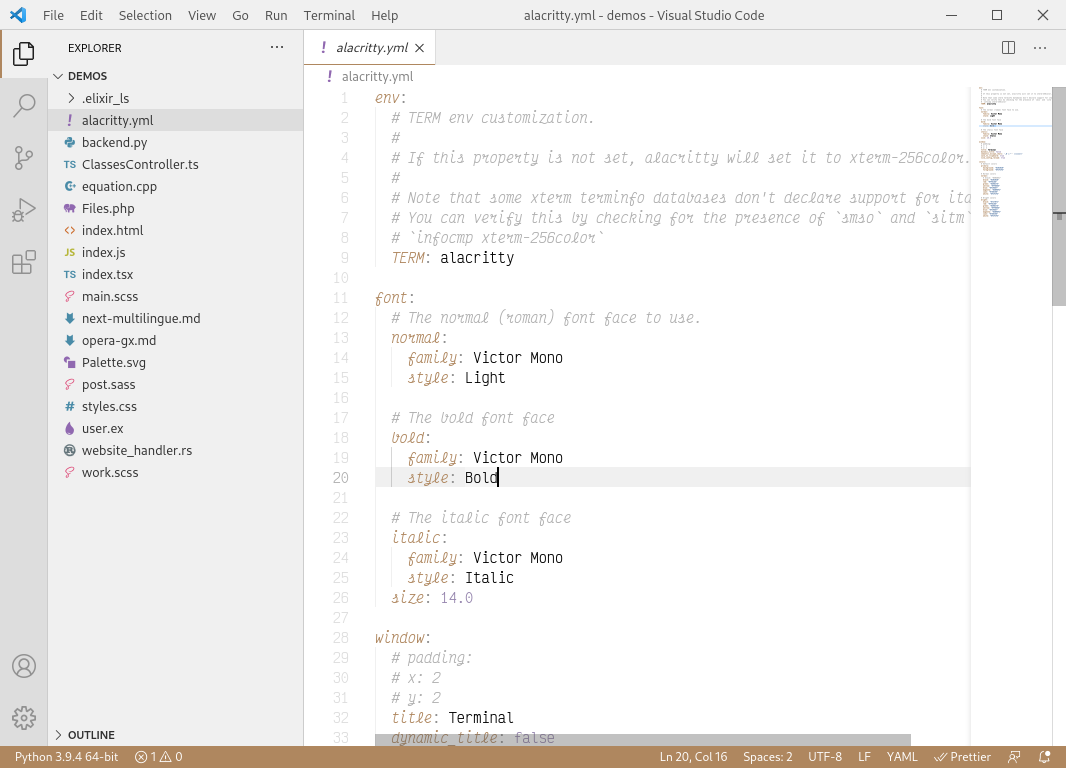 File Edit Selection View Go Run Terminal Help alacritty.yml - demos - Visual Studio Code
EXPLORER
DEMOS
.elixir_ls
! alacritty.yml
backend.py
TS ClassesController.ts
equation.cpp
Files.php
<> index.html
JS index.js
TS index.tsx
main.scss
next-multilingue.md
opera-gx.md
Palette.svg
post.sass
# styles.css
user.ex
website_handler.rs
work.scss
OUTLINE
! alacritty.yml
! alacritty.yml
1 env:
2 # TERM env customization.
3 #
4 # If this property is not set, alacritty will set it to xterm-256color.
5 #
6 # Note that some xterm terminfo databases don't declare support for ita
7 # You can verify this by checking for the presence of `smso` and `sitm`
8 # `infocmp xterm-256color`
9 TERM: alacritty
10
11 font:
12 # The normal (roman) font face to use.
13 normal:
14 family: Victor Mono
15 style: Light
16
17 # The bold font face
18 bold:
19 family: Victor Mono
20 style: Bold
21
22 # The italic font face
23 italic:
24 family: Victor Mono
25 style: Italic
26 size: 14.0
27
28 window:
29 # padding:
30 # x: 2
31 # y: 2
32 title: Terminal
33 dynamic_title: false
Python 3.9.4 64-bit 1 0 Ln 20, Col 16 Spaces: 2 UTF-8 LF YAML Prettier